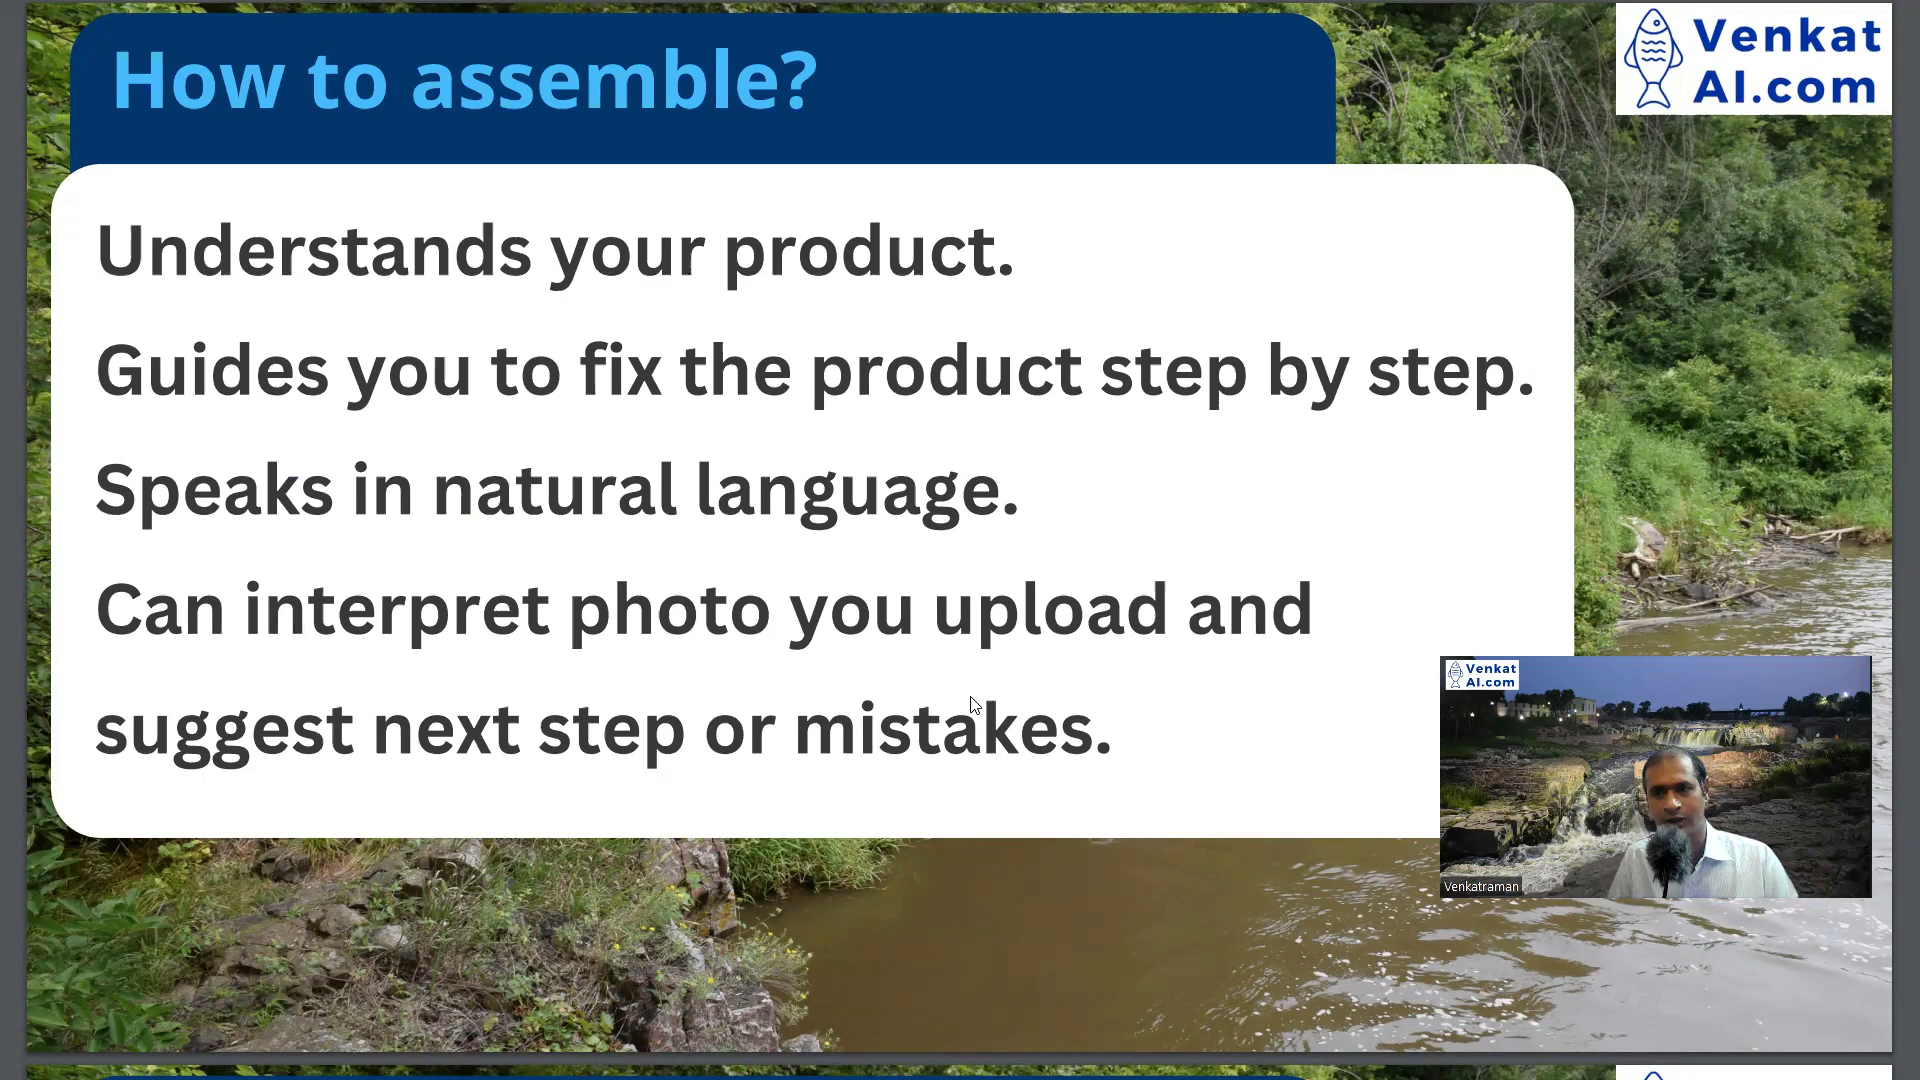 How to assemble?
Venkat
AI.com
Understands your product.
Guides you to fix the product step by step.
Speaks in natural language.
Can interpret photo you upload and
suggest next step or mistakes.
Venkat
AI.com
Venkatraman